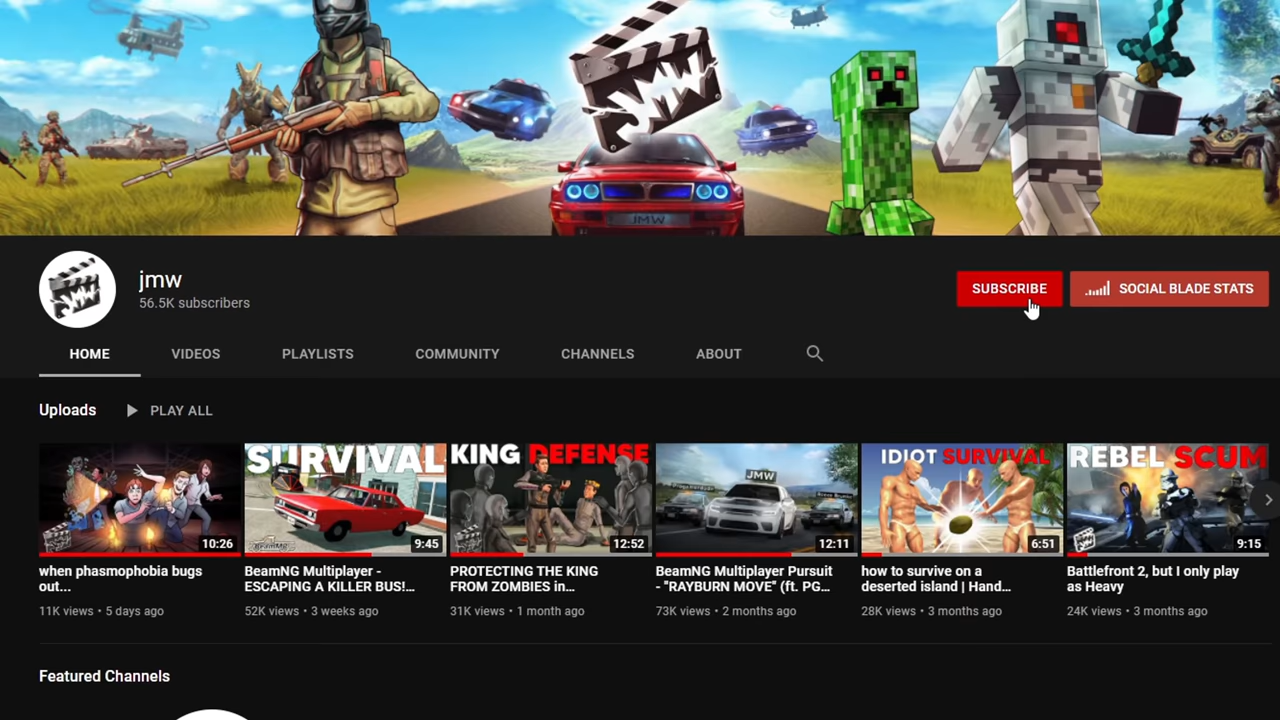 JMW
jmw
56.5K subscribers
SUBSCRIBE
SOCIAL BLADE STATS
HOME
VIDEOS
PLAYLISTS
COMMUNITY
CHANNELS
ABOUT
Uploads
PLAY ALL
10:26
SURVIVAL
9:45
KING DEFENSE
12:52
JMW
12:11
IDIOT SURVIVAL
6:51
REBEL SCUM
9:15
when phasmophobia bugs
out...
11K views • 5 days ago
BeamNG Multiplayer -
ESCAPING A KILLER BUS!...
52K views • 3 weeks ago
PROTECTING THE KING
FROM ZOMBIES in...
31K views • 1 month ago
BeamNG Multiplayer Pursuit
- "RAYBURN MOVE" (ft. PG...
73K views • 2 months ago
how to survive on a
deserted island | Hand...
28K views • 3 months ago
Battlefront 2, but I only play
as Heavy
24K views • 3 months ago
Featured Channels